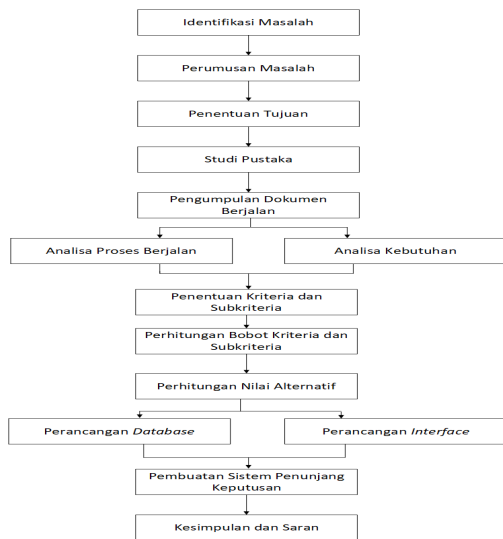 Identifikasi Masalah
Perumusan Masalah
Penentuan Tujuan
Studi Pustaka
Pengumpulan Dokumen
Berjalan
Analisa Proses Berjalan
Analisa Kebutuhan
Penentuan Kriteria dan
Subkriteria
Perhitungan Bobot Kriteria dan
Subkriteria
Perhitungan Nilai Alternatif
Perancangan Database
Perancangan Interface
Pembuatan Sistem Penunjang
Keputusan
Kesimpulan dan Saran